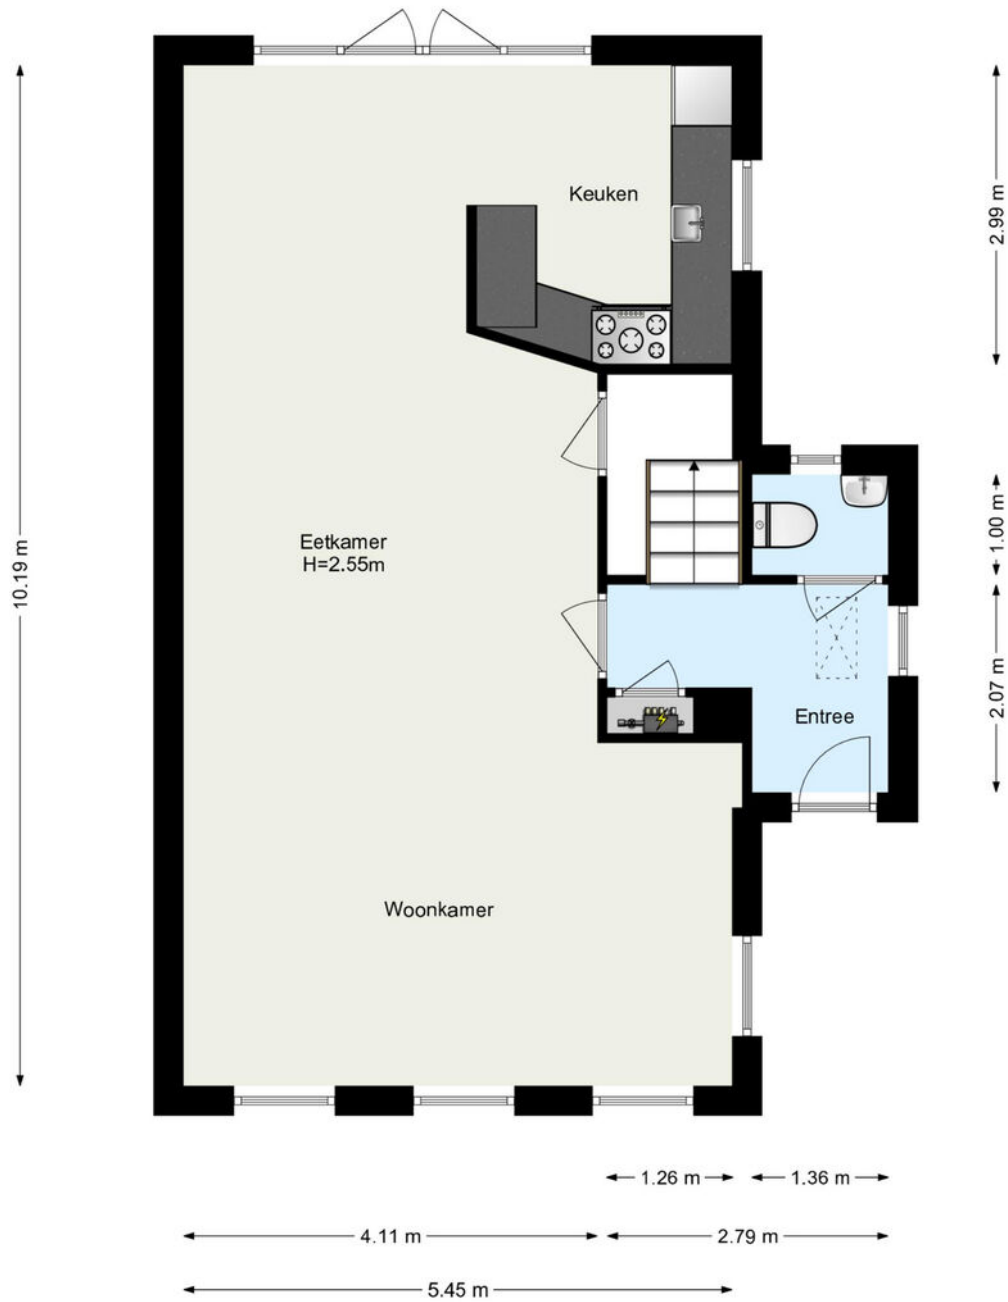 Keuken
2.99 m
Eetkamer
H=2.55m
10.19 m
1.00 m
2.07 m
Entree
Woonkamer
1.26 m
1.36 m
4.11 m
2.79 m
5.45 m